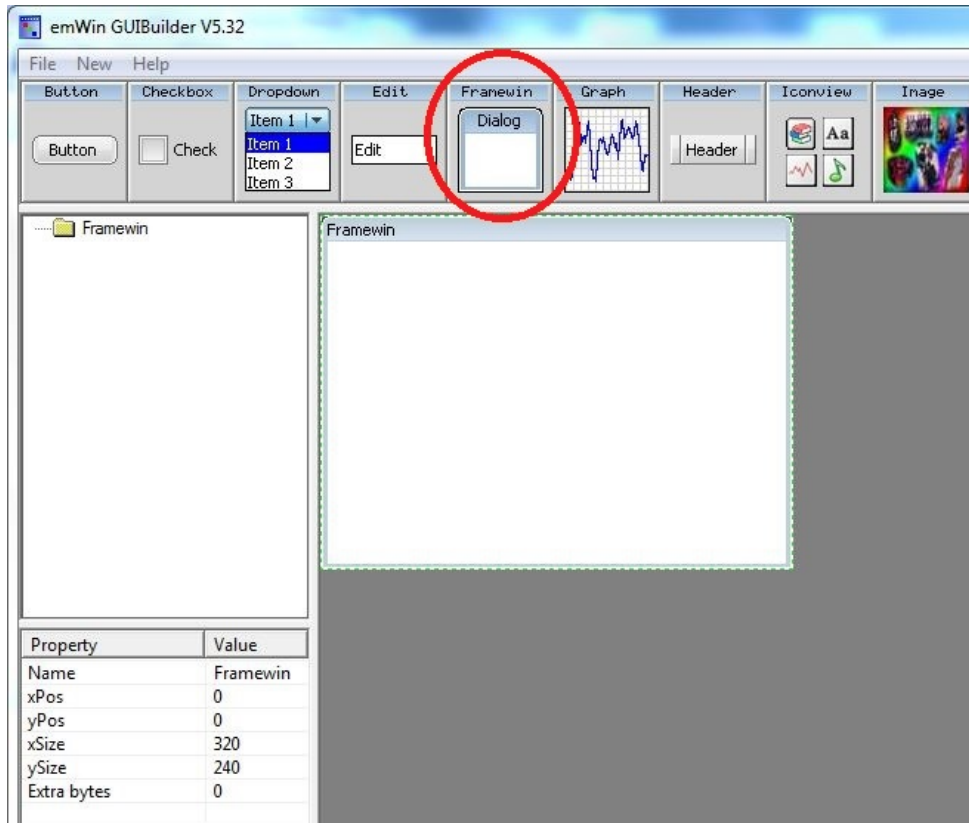 emWin GUIBuilder V5.32
File New Help
Button Checkbox Dropdown Edit Framewin Graph Header Iconview Image
Button
Check
Item 1
Item 1
Item 2
Item 3
Edit
Dialog
Header
Aa
Framewin
Framewin
Property Value
Name Framewin
xPos 0
yPos 0
xSize 320
ySize 240
Extra bytes 0